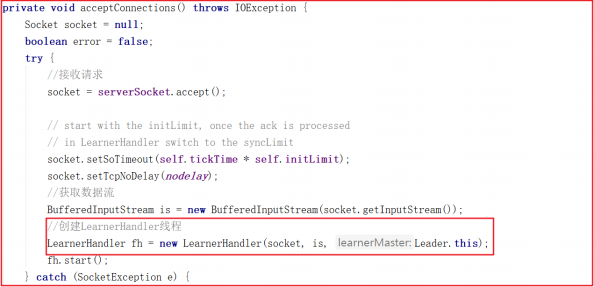 private void acceptConnections() throws IOException {
Socket socket = null;
boolean error = false;
try {
//接收请求
socket = serverSocket.accept();
// start with the initLimit, once the ack is processed
// in LearnerHandler switch to the syncLimit
socket.setSoTimeout(self.tickTime * self.initLimit);
socket.setTcpNoDelay(nodelay);
//获取数据流
BufferedInputStream is = new BufferedInputStream(socket.getInputStream());
//创建LearnerHandler线程
LearnerHandler fh = new LearnerHandler(socket, is, learnerMaster: Leader.this);
fh.start();
} catch (SocketException e) {